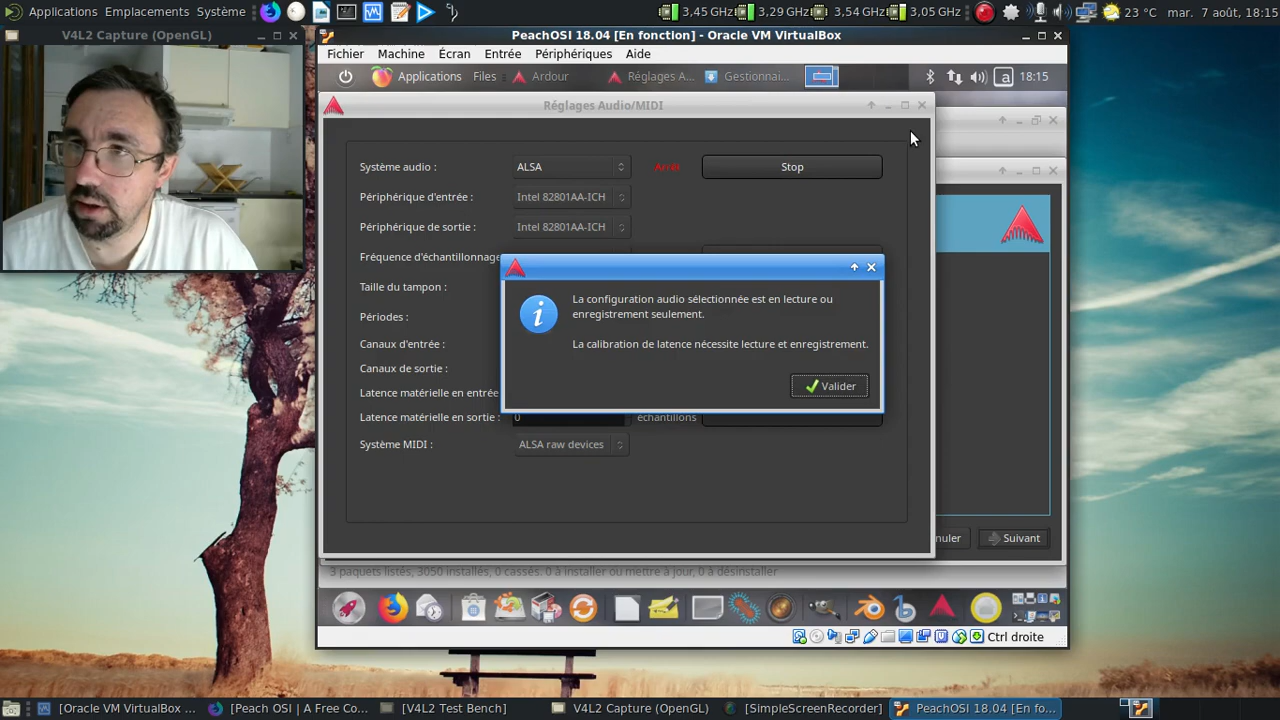 Applications Emplacements Système
3,45 GHz 3,29 GHz 3,54 GHz 3,05 GHz 23 °C mar. 7 août, 18:15
V4L2 Capture (OpenGL)
PeachOSI 18.04 [En fonction] - Oracle VM VirtualBox
Fichier Machine Écran Entrée Périphériques Aide
Applications Files Ardour Réglages A... Gestionnai... a 18:15
Réglages Audio/MIDI
Système audio : ALSA Arrêt Stop
Périphérique d'entrée : Intel 82801AA-ICH
Périphérique de sortie : Intel 82801AA-ICH
Fréquence d'échantillonnage
Taille du tampon :
Périodes :
Canaux d'entrée :
Canaux de sortie :
Latence matérielle en entrée
Latence matérielle en sortie : 0 échantillons
Système MIDI : ALSA raw devices
La configuration audio sélectionnée est en lecture ou
enregistrement seulement.
La calibration de latence nécessite lecture et enregistrement.
Valider
nuler Suivant
3 paquets listés, 3050 installés, 0 cassés. 0 à installer ou mettre à jour, 0 à désinstaller
Ctrl droite
[Oracle VM VirtualBox ... [Peach OSI | A Free Co... [V4L2 Test Bench] V4L2 Capture (OpenGL) [SimpleScreenRecorder] PeachOSI 18.04 [En fo...